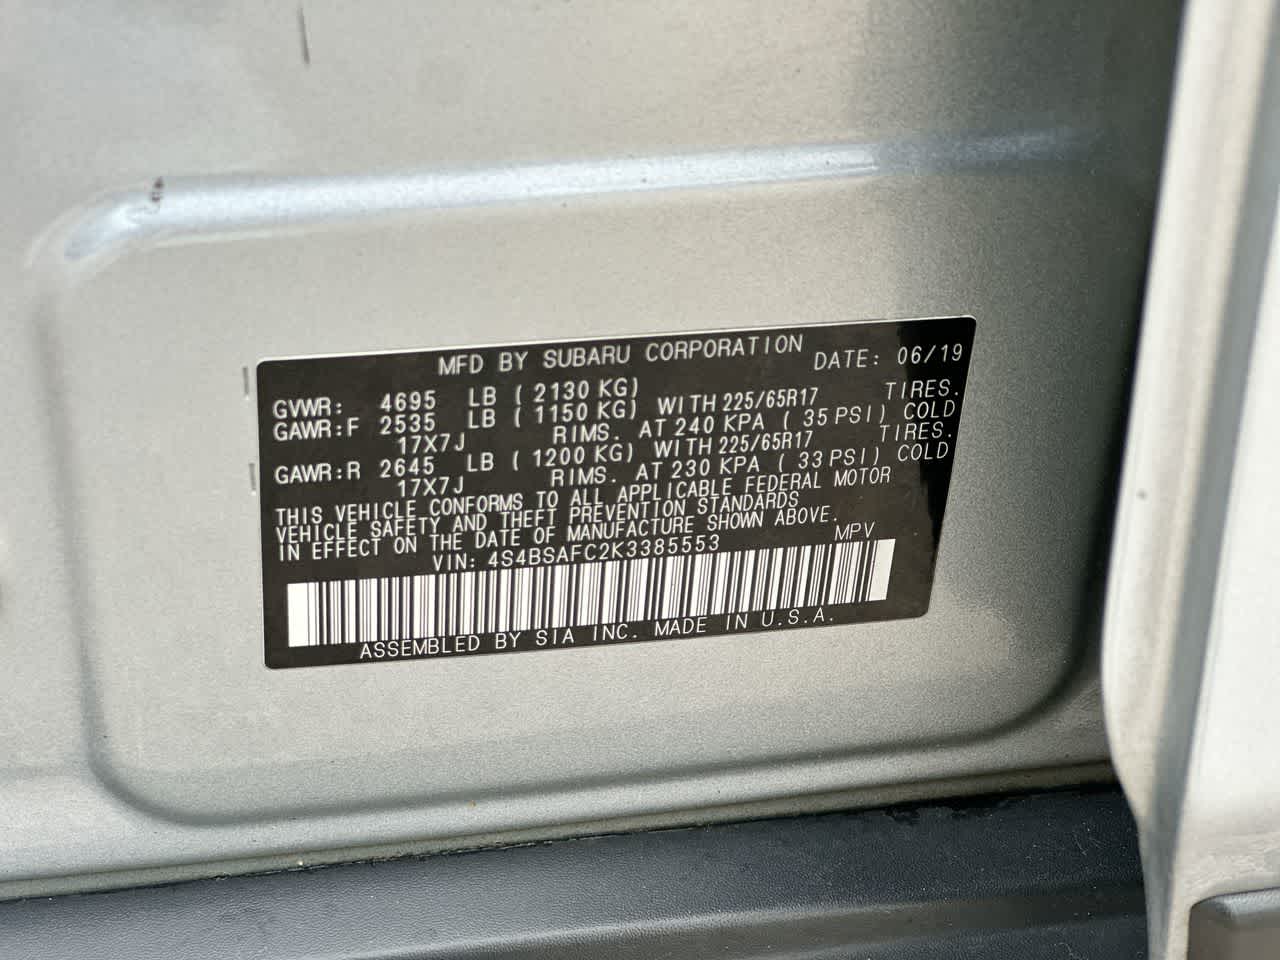 MFD BY SUBARU CORPORATION DATE: 06/19
GVWR: 4695 LB ( 2130 KG)
GAWR:F 2535 LB ( 1150 KG) WITH 225/65R17 TIRES.
17X7J RIMS. AT 240 KPA ( 35 PSI) COLD
GAWR:R 2645 LB ( 1200 KG) WITH 225/65R17 TIRES.
17X7J RIMS. AT 230 KPA ( 33 PSI) COLD
THIS VEHICLE CONFORMS TO ALL APPLICABLE FEDERAL MOTOR
VEHICLE SAFETY AND THEFT PREVENTION STANDARDS
IN EFFECT ON THE DATE OF MANUFACTURE SHOWN ABOVE.
VIN: 4S4BSAFC2K3385553 MPV
ASSEMBLED BY SIA INC. MADE IN U.S.A.